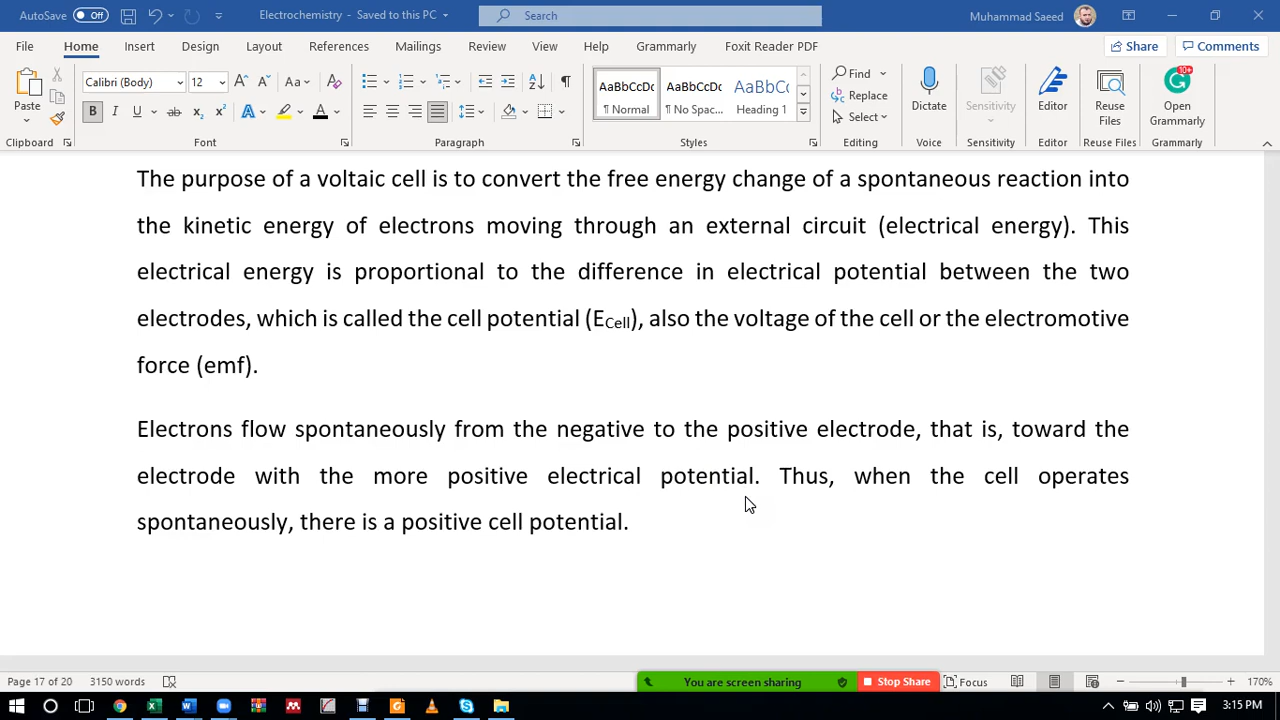 AutoSave Off Electrochemistry - Saved to this PC Search Muhammad Saeed
File Home Insert Design Layout References Mailings Review View Help Grammarly Foxit Reader PDF Share Comments
Paste Calibri (Body) 12 Aa AaBbCcDc AaBbCcDc AaBbC Find Replace Select Dictate Sensitivity Editor Reuse Files Open Grammarly
¶ Normal ¶ No Spac... Heading 1
Clipboard Font Paragraph Styles Editing Voice Sensitivity Editor Reuse Files Grammarly
The purpose of a voltaic cell is to convert the free energy change of a spontaneous reaction into
the kinetic energy of electrons moving through an external circuit (electrical energy). This
electrical energy is proportional to the difference in electrical potential between the two
electrodes, which is called the cell potential (ECell), also the voltage of the cell or the electromotive
force (emf).
Electrons flow spontaneously from the negative to the positive electrode, that is, toward the
electrode with the more positive electrical potential. Thus, when the cell operates
spontaneously, there is a positive cell potential.
Page 17 of 20 3150 words You are screen sharing Stop Share Focus 170%
3:15 PM